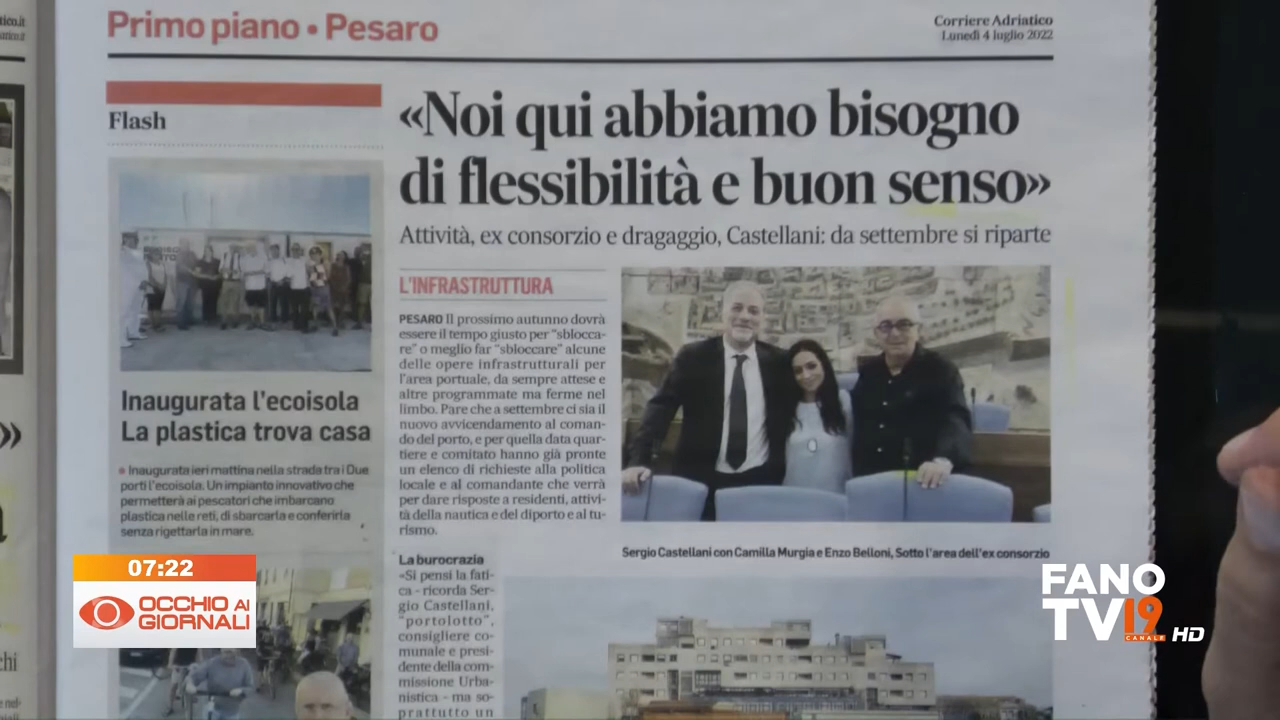 Primo piano • Pesaro
Corriere Adriatico
Lunedì 4 luglio 2022
Flash
Inaugurata l'ecoisola
La plastica trova casa
• Inaugurata ieri mattina nella strada tra i Due
porti l'ecoisola. Un impianto innovativo che
permetterà ai pescatori che imbarcano
plastica nelle reti, di sbarcarla e conferirla
senza rigettarla in mare.
«Noi qui abbiamo bisogno
di flessibilità e buon senso»
Attività, ex consorzio e dragaggio, Castellani: da settembre si riparte
L'INFRASTRUTTURA
PESARO Il prossimo autunno dovrà
essere il tempo giusto per "sblocca-
re" o meglio far "sbloccare" alcune
delle opere infrastrutturali per
l'area portuale, da sempre attese e
altre programmate ma ferme nel
limbo. Pare che a settembre ci sia il
nuovo avvicendamento al coman-
do del porto, e per quella data quar-
tiere e comitato hanno già pronte
un elenco di richieste alla politica
locale e al comandante che verrà
per dare risposte a residenti, attivi-
tà della nautica e del diporto e al tu-
rismo.
La burocrazia
«Si pensi la fati-
ca - ricorda Ser-
gio Castellani,
"portolotto",
consigliere co-
munale e presi-
dente della com-
missione Urba-
nistica - ma so-
prattutto un
Sergio Castellani con Camilla Murgia e Enzo Belloni, Sotto l'area dell'ex consorzio
07:22
OCCHIO AI
GIORNALI
FANO
TV19
CANALE
HD
»
chi